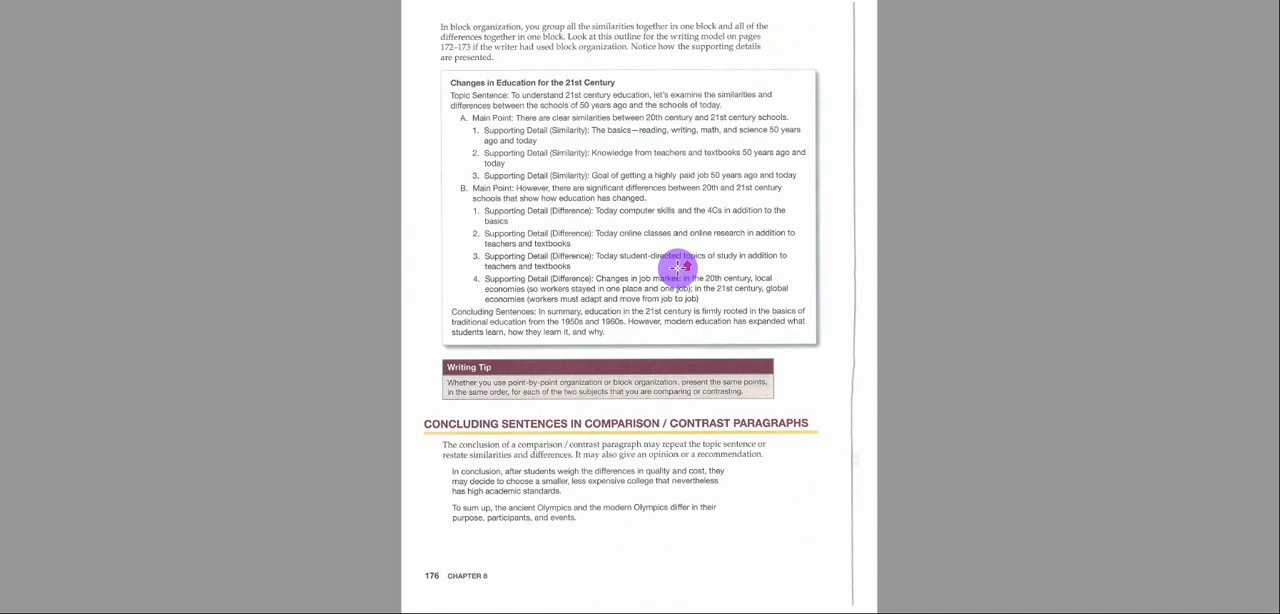 In block organization, you group all the similarities together in one block and all of the
differences together in one block. Look at this outline for the writing model on pages
172–173 if the writer had used block organization. Notice how the supporting details
are presented.
Changes in Education for the 21st Century
Topic Sentence: To understand 21st century education, let's examine the similarities and
differences between the schools of 50 years ago and the schools of today.
A. Main Point: There are clear similarities between 20th century and 21st century schools.
1. Supporting Detail (Similarity): The basics—reading, writing, math, and science 50 years
ago and today
2. Supporting Detail (Similarity): Knowledge from teachers and textbooks 50 years ago and
today
3. Supporting Detail (Similarity): Goal of getting a highly paid job 50 years ago and today
B. Main Point: However, there are significant differences between 20th and 21st century
schools that show how education has changed.
1. Supporting Detail (Difference): Today computer skills and the 4Cs in addition to the
basics
2. Supporting Detail (Difference): Today online classes and online research in addition to
teachers and textbooks
3. Supporting Detail (Difference): Today student-directed topics of study in addition to
teachers and textbooks
4. Supporting Detail (Difference): Changes in job market: in the 20th century, local
economies (so workers stayed in one place and one job); in the 21st century, global
economies (workers must adapt and move from job to job)
Concluding Sentences: In summary, education in the 21st century is firmly rooted in the basics of
traditional education from the 1950s and 1960s. However, modern education has expanded what
students learn, how they learn it, and why.
Writing Tip
Whether you use point-by-point organization or block organization, present the same points,
in the same order, for each of the two subjects that you are comparing or contrasting.
CONCLUDING SENTENCES IN COMPARISON / CONTRAST PARAGRAPHS
The conclusion of a comparison / contrast paragraph may repeat the topic sentence or
restate similarities and differences. It may also give an opinion or a recommendation.
In conclusion, after students weigh the differences in quality and cost, they
may decide to choose a smaller, less expensive college that nevertheless
has high academic standards.
To sum up, the ancient Olympics and the modern Olympics differ in their
purpose, participants, and events.
176 CHAPTER 8